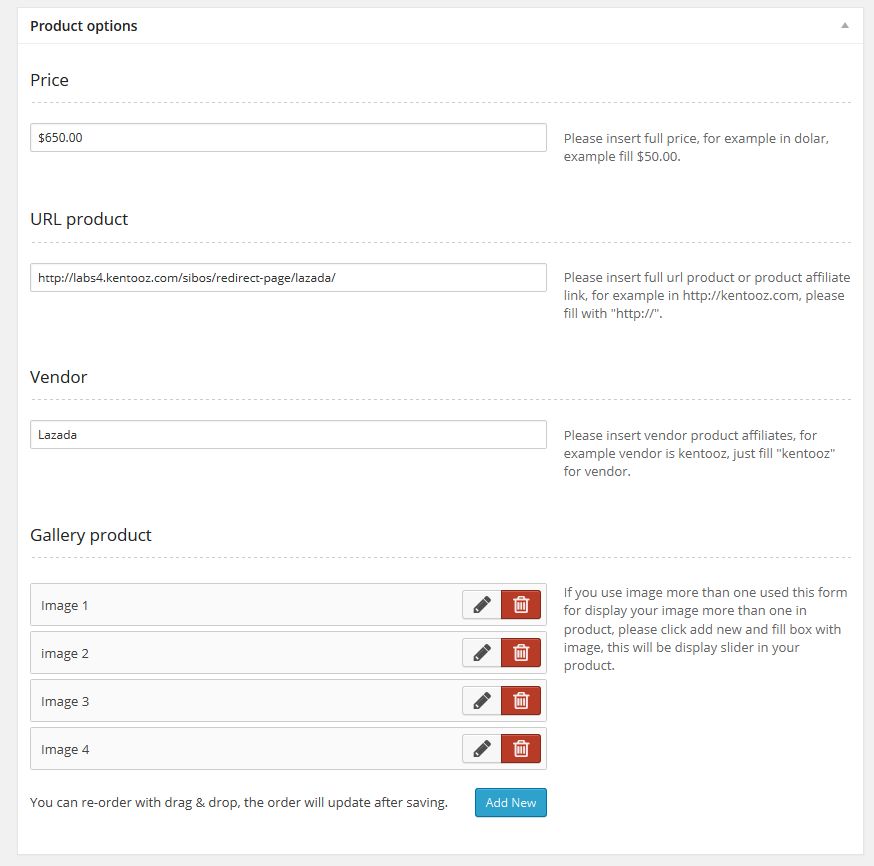 Product options
Price
$650.00
Please insert full price, for example in dolar,
example fill $50.00.
URL product
http://labs4.kentooz.com/sibos/redirect-page/lazada/
Please insert full url product or product affiliate
link, for example in http://kentooz.com, please
fill with "http://".
Vendor
Lazada
Please insert vendor product affiliates, for
example vendor is kentooz, just fill "kentooz"
for vendor.
Gallery product
Image 1
image 2
Image 3
Image 4
If you use image more than one used this form
for display your image more than one in
product, please click add new and fill box with
image, this will be display slider in your
product.
You can re-order with drag & drop, the order will update after saving.
Add New